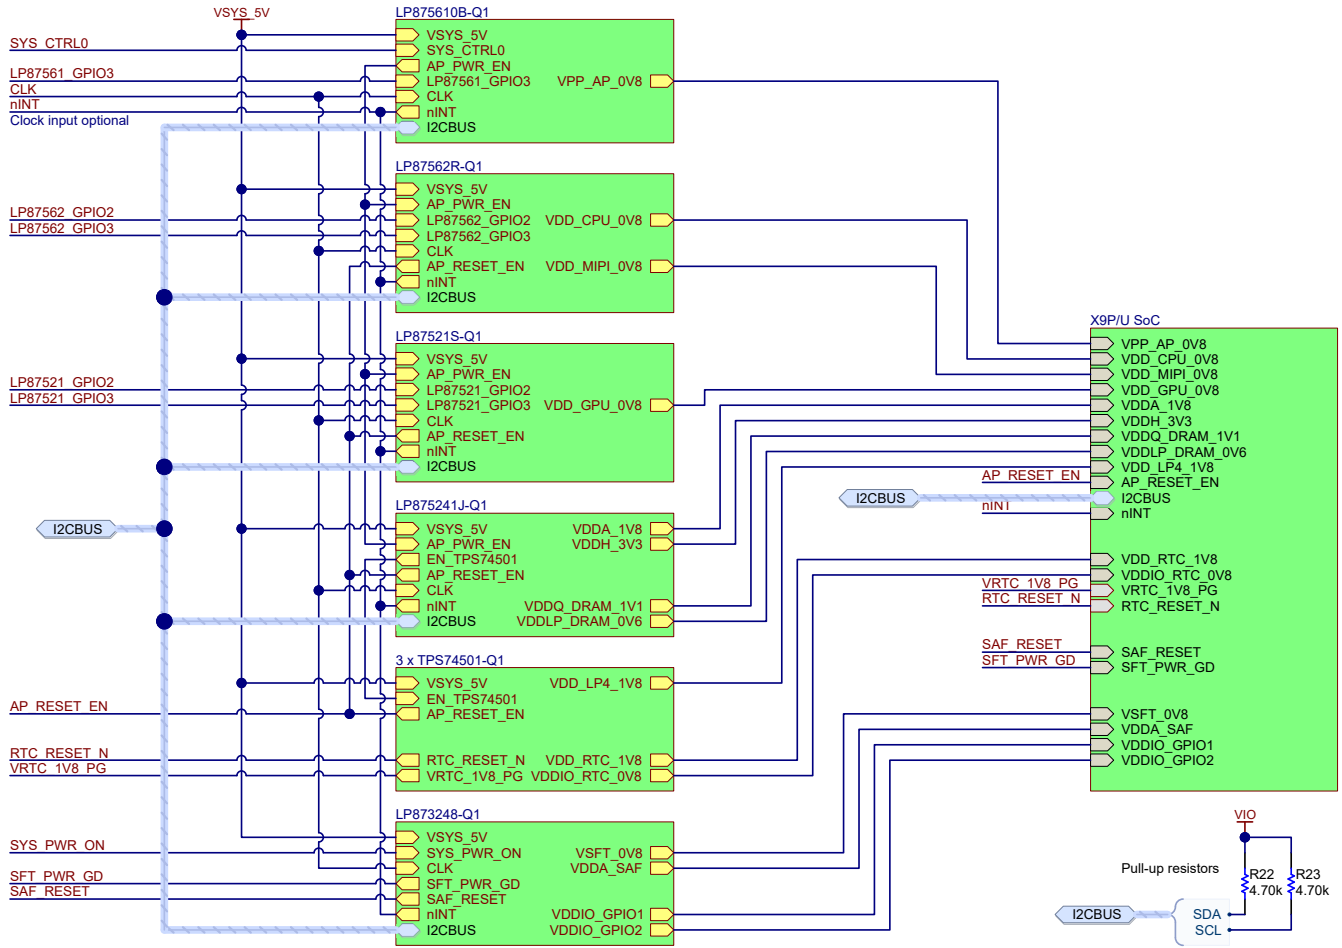 VSYS_5V
SYS_CTRL0
LP87561_GPIO3
CLK
nINT
Clock input optional
LP875610B-Q1
VSYS_5V
SYS_CTRL0
AP_PWR_EN
LP87561_GPIO3
VPP_AP_0V8
CLK
nINT
I2CBUS
LP87562_GPIO2
LP87562_GPIO3
LP87562R-Q1
VSYS_5V
AP_PWR_EN
LP87562_GPIO2
VDD_CPU_0V8
LP87562_GPIO3
CLK
AP_RESET_EN
VDD_MIPI_0V8
nINT
I2CBUS
LP87521_GPIO2
LP87521_GPIO3
LP87521S-Q1
VSYS_5V
AP_PWR_EN
LP87521_GPIO2
LP87521_GPIO3
VDD_GPU_0V8
CLK
AP_RESET_EN
nINT
I2CBUS
I2CBUS
LP875241J-Q1
VSYS_5V
VDDA_1V8
AP_PWR_EN
VDDH_3V3
EN_TPS74501
AP_RESET_EN
CLK
nINT
VDDQ_DRAM_1V1
I2CBUS
VDDLP_DRAM_0V6
AP_RESET_EN
RTC_RESET_N
VRTC_1V8_PG
3 x TPS74501-Q1
VSYS_5V
VDD_LP4_1V8
EN_TPS74501
AP_RESET_EN
RTC_RESET_N
VDD_RTC_1V8
VRTC_1V8_PG
VDDIO_RTC_0V8
SYS_PWR_ON
SFT_PWR_GD
SAF_RESET
LP873248-Q1
VSYS_5V
SYS_PWR_ON
VSFT_0V8
CLK
VDDA_SAF
SFT_PWR_GD
SAF_RESET
nINT
VDDIO_GPIO1
I2CBUS
VDDIO_GPIO2
X9P/U SoC
VPP_AP_0V8
VDD_CPU_0V8
VDD_MIPI_0V8
VDD_GPU_0V8
VDDA_1V8
VDDH_3V3
VDDQ_DRAM_1V1
VDDLP_DRAM_0V6
VDD_LP4_1V8
AP_RESET_EN
AP_RESET_EN
I2CBUS
I2CBUS
nINT
nINT
VDD_RTC_1V8
VDDIO_RTC_0V8
VRTC_1V8_PG
VRTC_1V8_PG
RTC_RESET_N
RTC_RESET_N
SAF_RESET
SAF_RESET
SFT_PWR_GD
SFT_PWR_GD
VSFT_0V8
VDDA_SAF
VDDIO_GPIO1
VDDIO_GPIO2
VIO
Pull-up resistors
R22
4.70k
R23
4.70k
I2CBUS
SDA
SCL